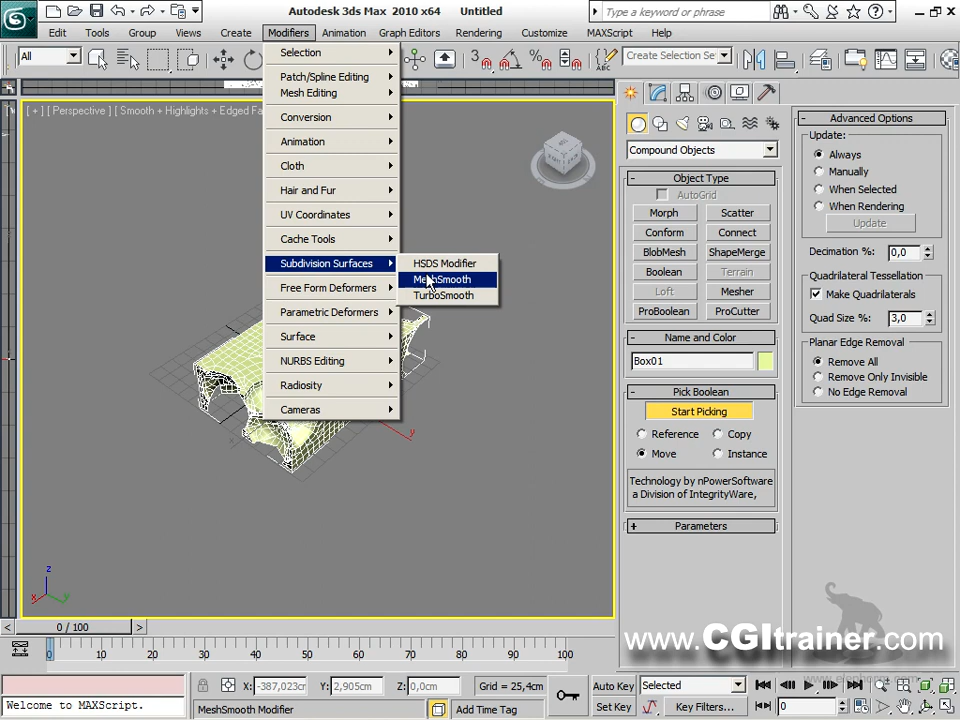 Autodesk 3ds Max 2010 x64 Untitled
Type a keyword or phrase
Edit Tools Group Views Create Modifiers Animation Graph Editors Rendering Customize MAXScript Help
All
Create Selection Se
[ + ] [ Perspective ] [ Smooth + Highlights + Edged Fa
Selection
Patch/Spline Editing
Mesh Editing
Conversion
Animation
Cloth
Hair and Fur
UV Coordinates
Cache Tools
Subdivision Surfaces
Free Form Deformers
Parametric Deformers
Surface
NURBS Editing
Radiosity
Cameras
HSDS Modifier
MeshSmooth
TurboSmooth
Compound Objects
Object Type
AutoGrid
Morph Scatter
Conform Connect
BlobMesh ShapeMerge
Boolean Terrain
Loft Mesher
ProBoolean ProCutter
Name and Color
Box01
Pick Boolean
Start Picking
Reference Copy
Move Instance
Technology by nPowerSoftware
a Division of IntegrityWare,
Parameters
Advanced Options
Update:
Always
Manually
When Selected
When Rendering
Update
Decimation %: 0,0
Quadrilateral Tessellation
Make Quadrilaterals
Quad Size %: 3,0
Planar Edge Removal
Remove All
Remove Only Invisible
No Edge Removal
z
x y
x
y
www.CGItrainer.com
0 / 100
0 10 20 30 40 50 60 70 80 90 100
X: -387,023cm Y: 2,905cm Z: 0,0cm Grid = 25,4cm
Auto Key Selected
Set Key Key Filters... 0
Welcome to MAXScript.
MeshSmooth Modifier
Add Time Tag